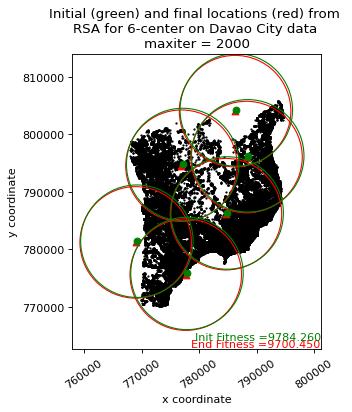 Initial (green) and final locations (red) from
RSA for 6-center on Davao City data
maxiter = 2000
810000
800000
790000
780000
770000
y coordinate
Init Fitness =9784.260
End Fitness =9700.450
760000
770000
780000
790000
800000
x coordinate